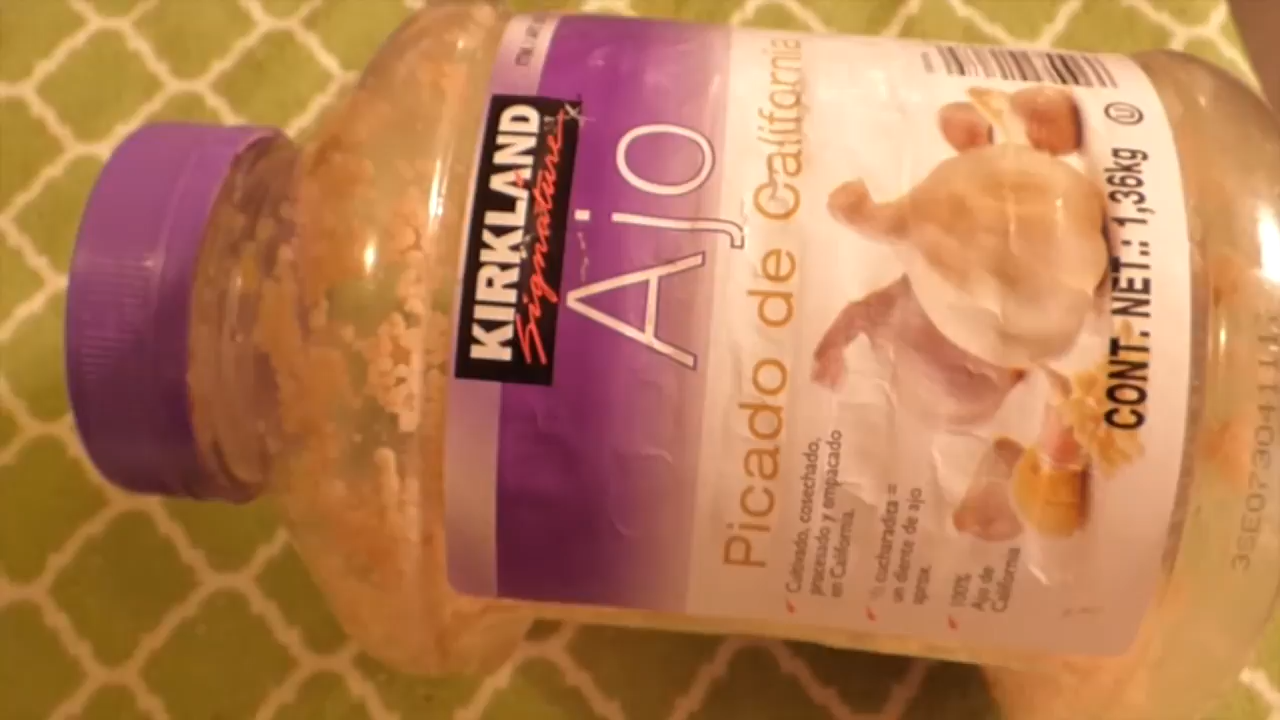 KIRKLAND
Signature
Ajo
Picado de California
Cultivado, cosechado,
procesado y empacado
en California.
½ cucharadita =
un diente de ajo
aprox.
100%
Ajo de
California
CONT. NET.: 1,36kg
U